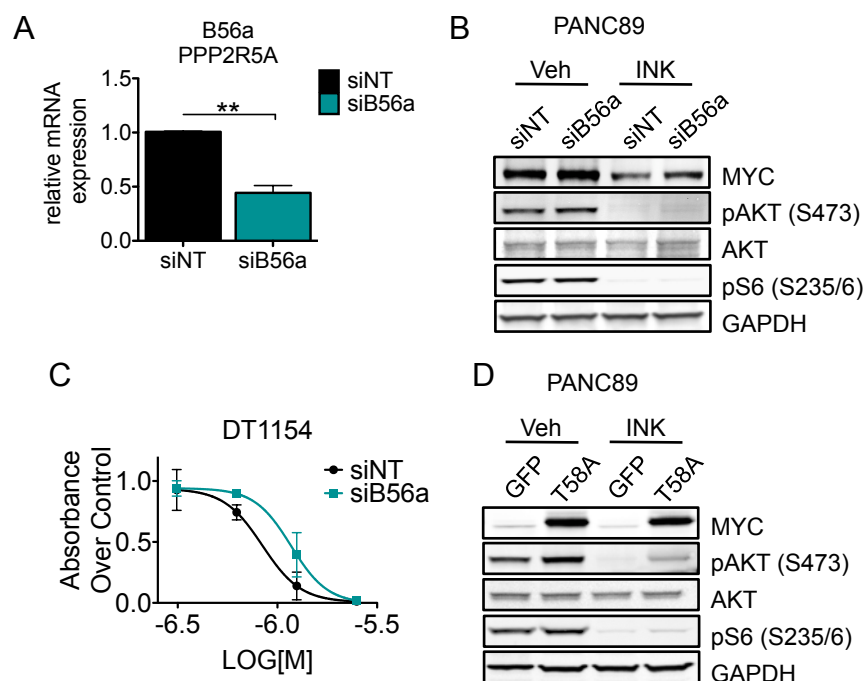 A
B56a
PPP2R5A
siNT
siB56a
**
relative mRNA
expression
1.5
1.0
0.5
0.0
siNT
siB56a
B
PANC89
Veh
INK
siNT
siB56a
siNT
siB56a
MYC
pAKT (S473)
AKT
pS6 (S235/6)
GAPDH
C
DT1154
siNT
siB56a
Absorbance
Over Control
1.0
0.5
0.0
-6.5
-6.0
-5.5
LOG[M]
D
PANC89
Veh
INK
GFP
T58A
GFP
T58A
MYC
pAKT (S473)
AKT
pS6 (S235/6)
GAPDH